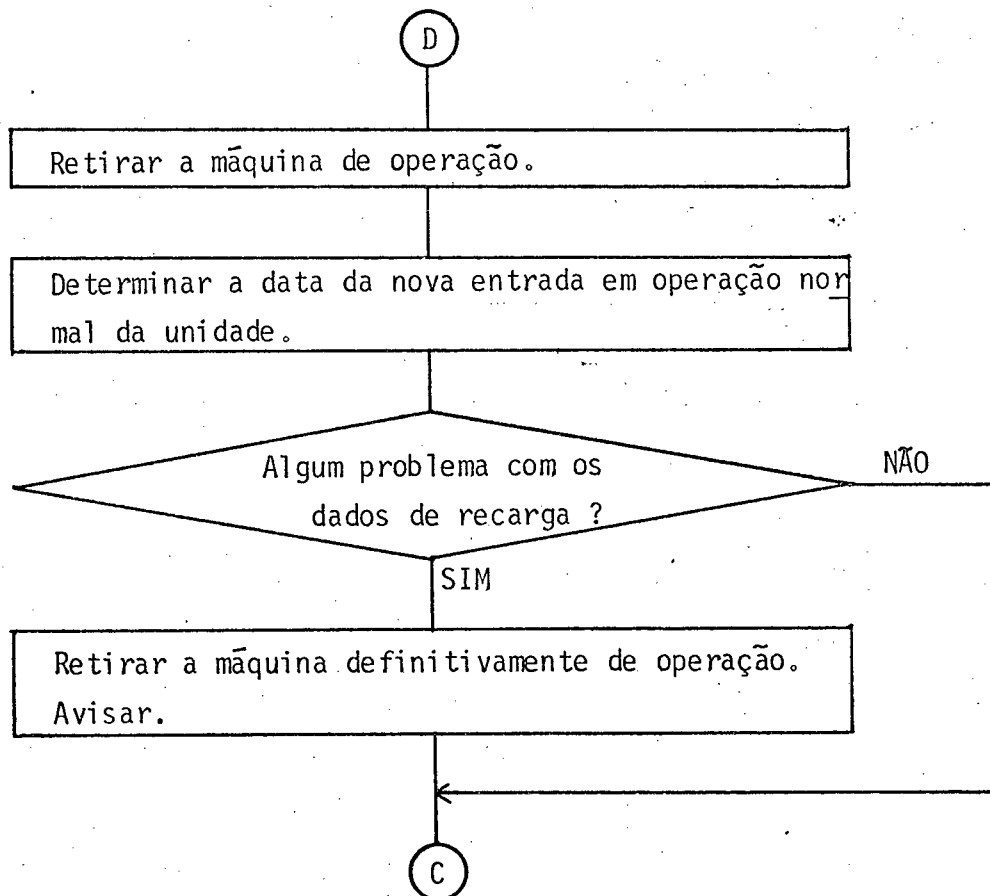 D
Retirar a máquina de operação.
Determinar a data da nova entrada em operação nor
mal da unidade.
Algum problema com os
NÃO
dados de recarga ?
SIM
Retirar a máquina definitivamente de operação.
Avisar.
C